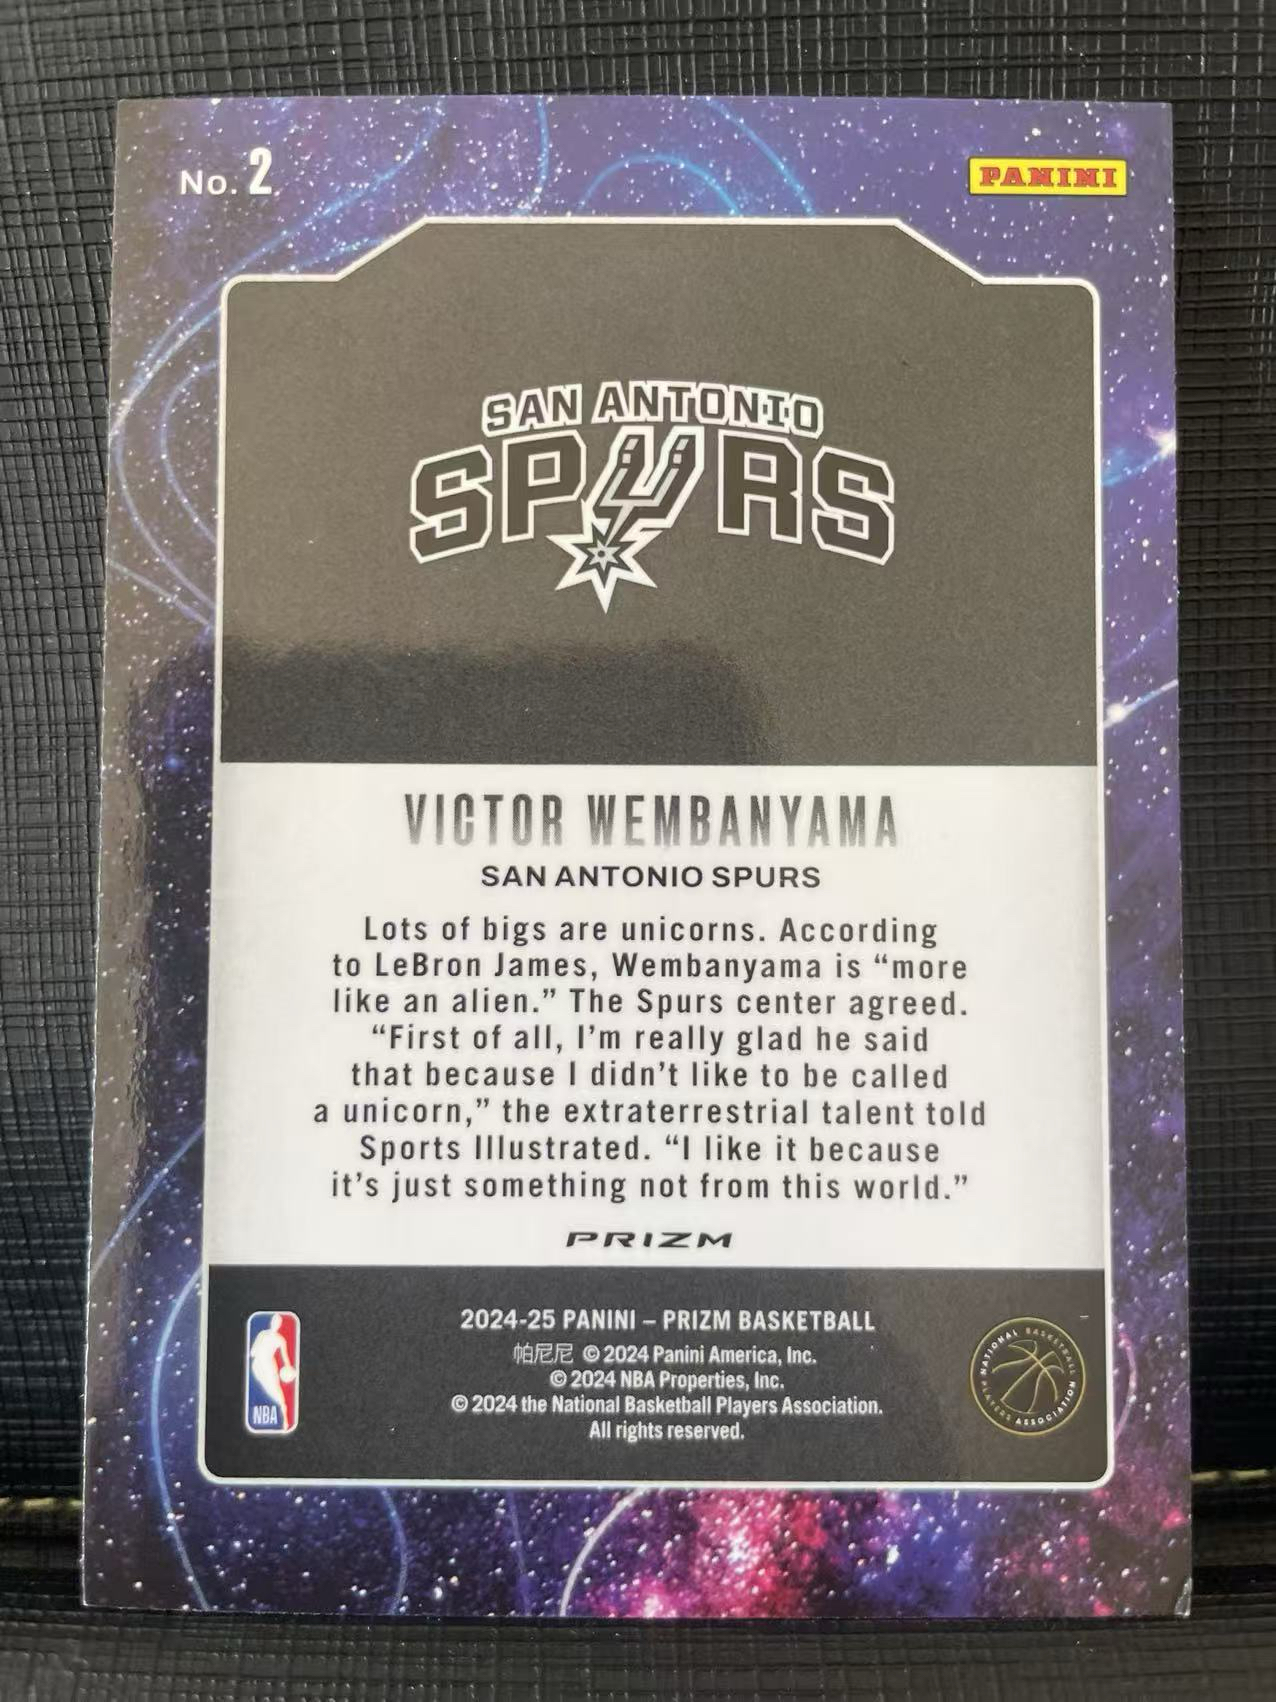 No. 2
PANINI
SAN ANTONIO
SPURS
VICTOR WEMBANYAMA
SAN ANTONIO SPURS
Lots of bigs are unicorns. According
to LeBron James, Wembanyama is “more
like an alien.” The Spurs center agreed.
“First of all, I’m really glad he said
that because I didn’t like to be called
a unicorn,” the extraterrestrial talent told
Sports Illustrated. “I like it because
it’s just something not from this world.”
PRIZM
2024-25 PANINI – PRIZM BASKETBALL
帕尼尼 © 2024 Panini America, Inc.
© 2024 NBA Properties, Inc.
© 2024 the National Basketball Players Association.
All rights reserved.
NBA
NATIONAL BASKETBALL
PLAYERS ASSOCIATION